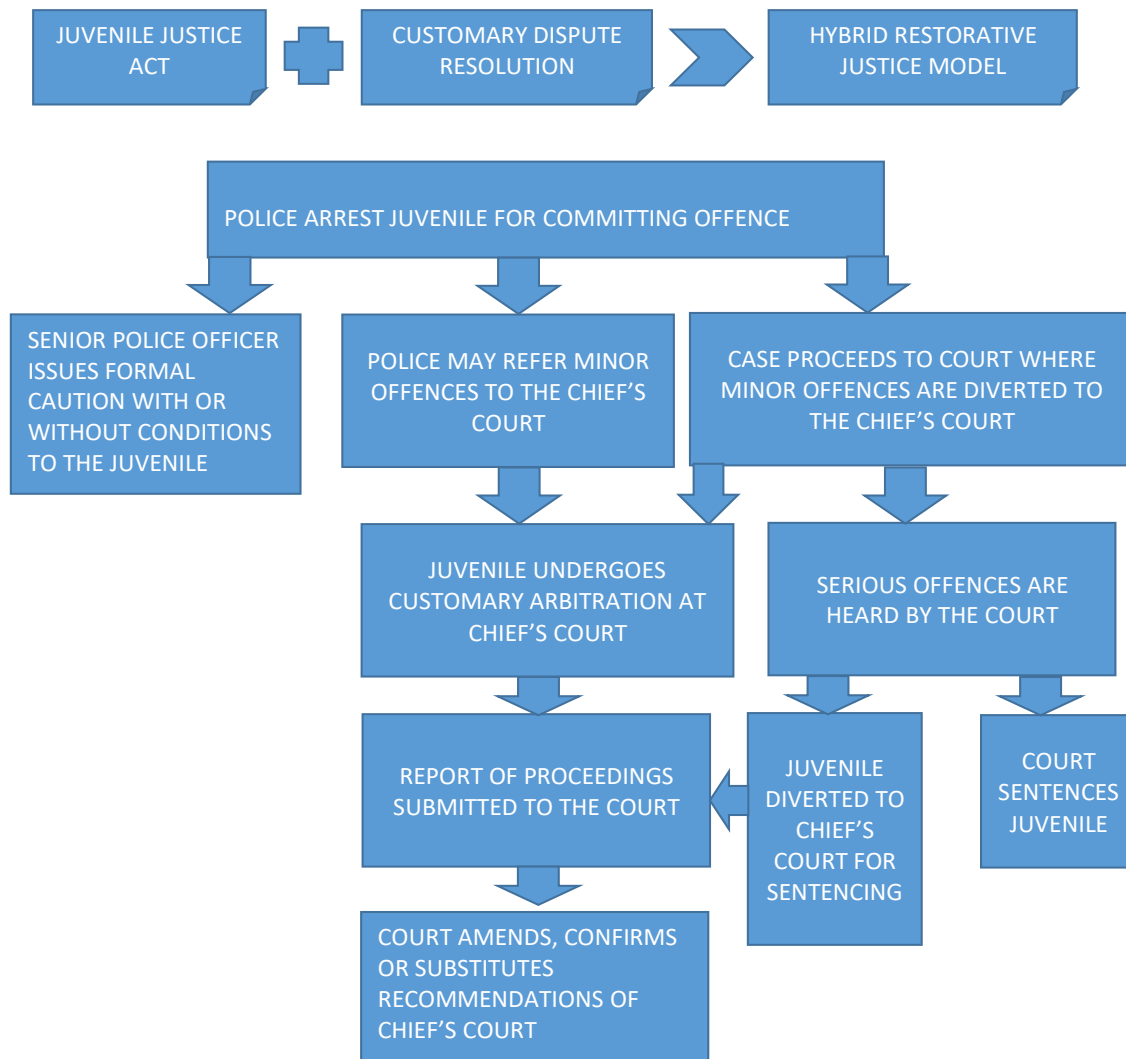 JUVENILE JUSTICE
ACT
CUSTOMARY DISPUTE
RESOLUTION
HYBRID RESTORATIVE
JUSTICE MODEL
POLICE ARREST JUVENILE FOR COMMITTING OFFENCE
SENIOR POLICE OFFICER
ISSUES FORMAL
CAUTION WITH OR
WITHOUT CONDITIONS
TO THE JUVENILE
POLICE MAY REFER MINOR
OFFENCES TO THE CHIEF’S
COURT
CASE PROCEEDS TO COURT WHERE
MINOR OFFENCES ARE DIVERTED TO
THE CHIEF’S COURT
JUVENILE UNDERGOES
CUSTOMARY ARBITRATION AT
CHIEF’S COURT
SERIOUS OFFENCES ARE
HEARD BY THE COURT
REPORT OF PROCEEDINGS
SUBMITTED TO THE COURT
JUVENILE
DIVERTED TO
CHIEF’S
COURT FOR
SENTENCING
COURT
SENTENCES
JUVENILE
COURT AMENDS, CONFIRMS
OR SUBSTITUTES
RECOMMENDATIONS OF
CHIEF’S COURT